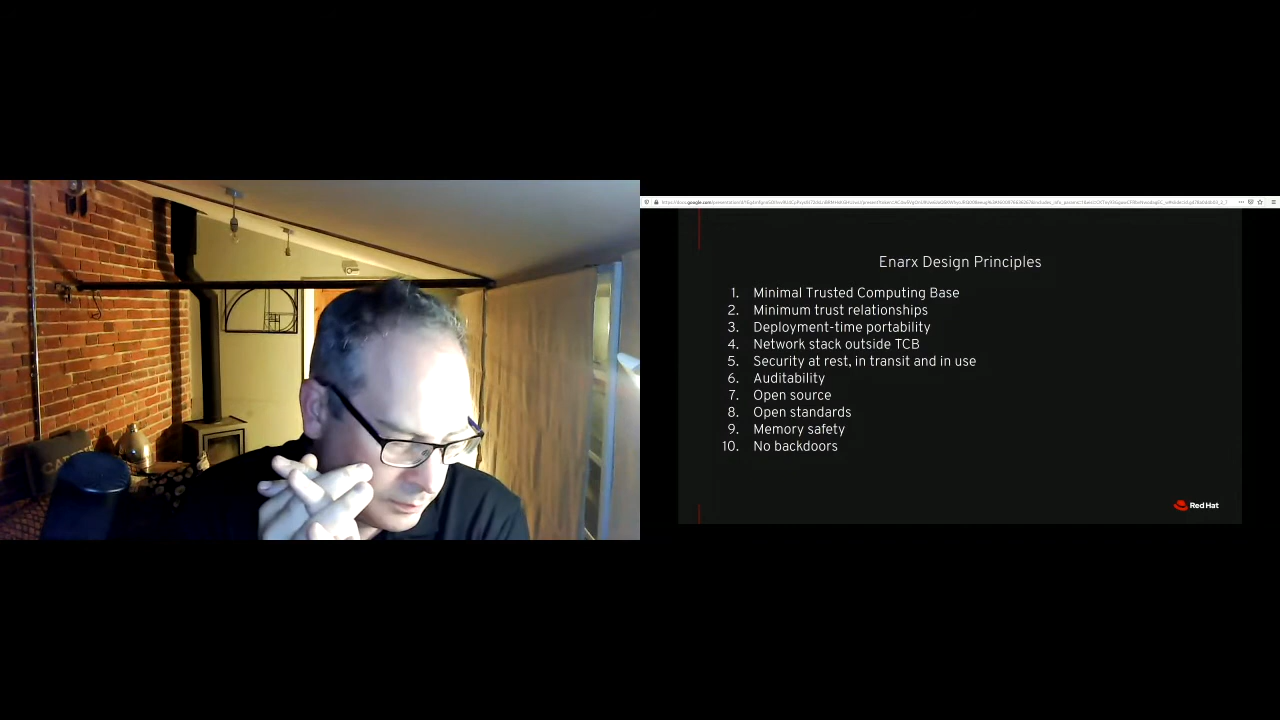 Enarx Design Principles
1. Minimal Trusted Computing Base
2. Minimum trust relationships
3. Deployment-time portability
4. Network stack outside TCB
5. Security at rest, in transit and in use
6. Auditability
7. Open source
8. Open standards
9. Memory safety
10. No backdoors
Red Hat